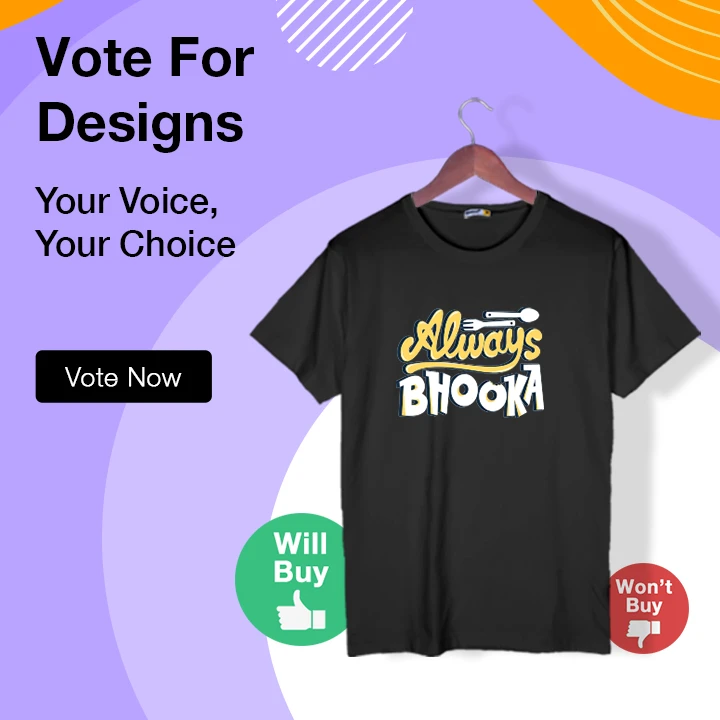 Vote For
Designs
Your Voice,
Your Choice
Vote Now
Always
BHOOKA
Will
Buy
Won't
Buy